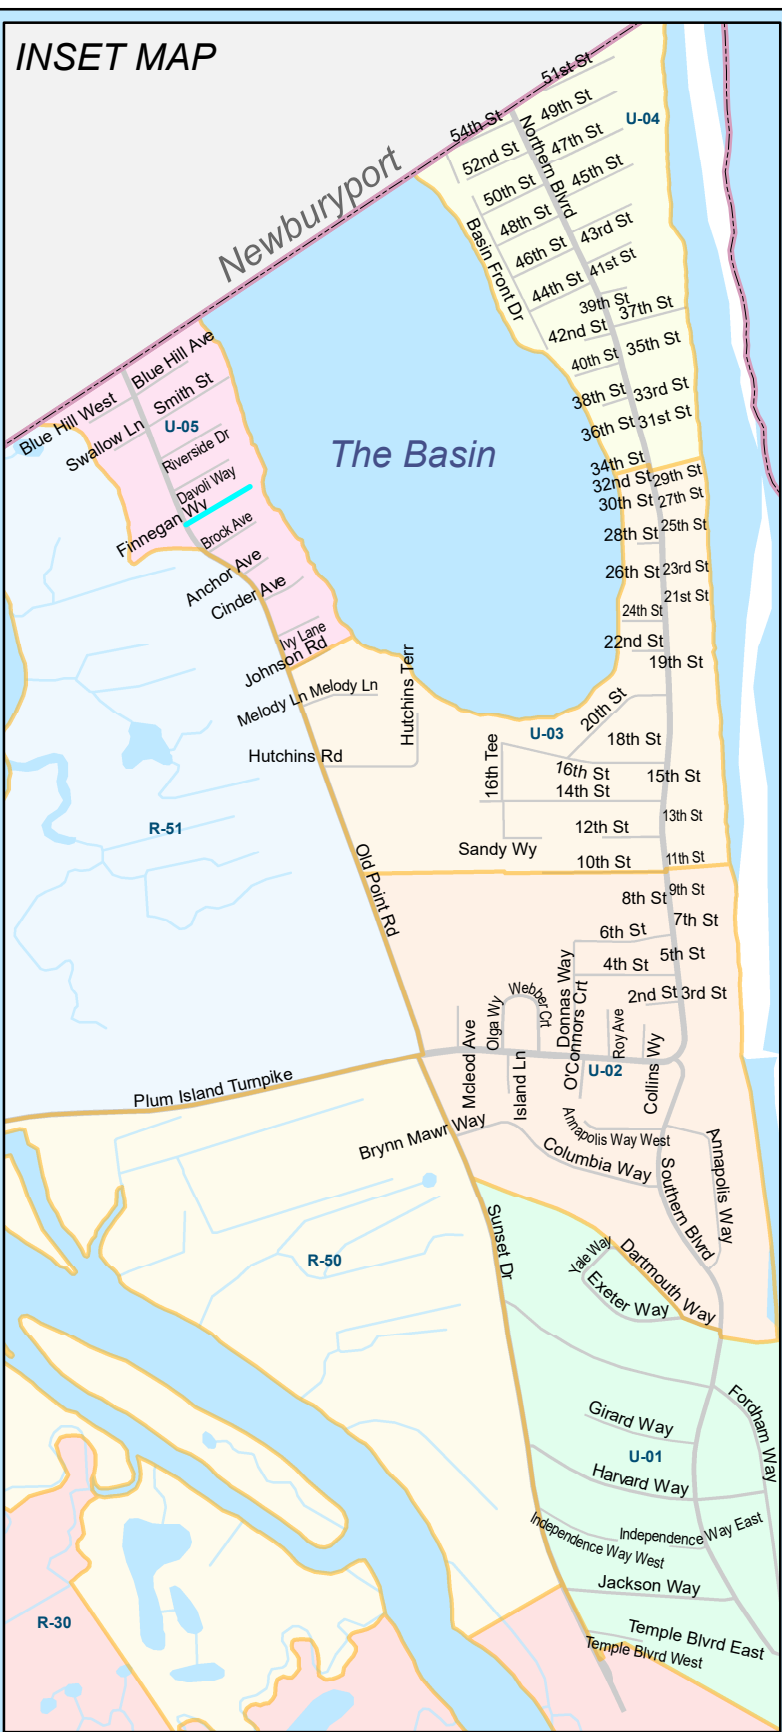 INSET MAP
51st St
49th St
U-04
54th St
Northern Blvrd
47th St
52nd St
45th St
Newburyport
50th St
48th St
43rd St
Basin Front Dr
46th St
41st St
44th St
39th St
37th St
42nd St
35th St
40th St
Blue Hill Ave
Smith St
38th St
33rd St
Blue Hill West
U-05
36th St
31st St
Swallow Ln
The Basin
Riverside Dr
34th St
32nd St
29th St
Davoli Way
30th St
27th St
Finnegan Wy
25th St
Brock Ave
28th St
Anchor Ave
26th St
23rd St
Cinder Ave
21st St
24th St
Ivy Lane
22nd St
Johnson Rd
19th St
Hutchins Terr
Melody Ln
Melody Ln
20th St
U-03
18th St
Hutchins Rd
16th Tee
16th St
15th St
14th St
13th St
R-51
12th St
Sandy Wy
10th St
11th St
Old Point Rd
9th St
8th St
7th St
6th St
5th St
4th St
Donnas Way
Webber Crt
2nd St
3rd St
O'Connors Crt
Olga Wy
Roy Ave
Mcleod Ave
Collins Wy
U-02
Island Ln
Plum Island Turnpike
Brynn Mawr Way
Annapolis Way West
Columbia Way
Annapolis Way
Southern Blvrd
Sunset Dr
R-50
Yale Way
Dartmouth Way
Exeter Way
Fordham Way
Girard Way
U-01
Harvard Way
Independence Way West
Independence Way East
Jackson Way
R-30
Temple Blvrd East
Temple Blvrd West